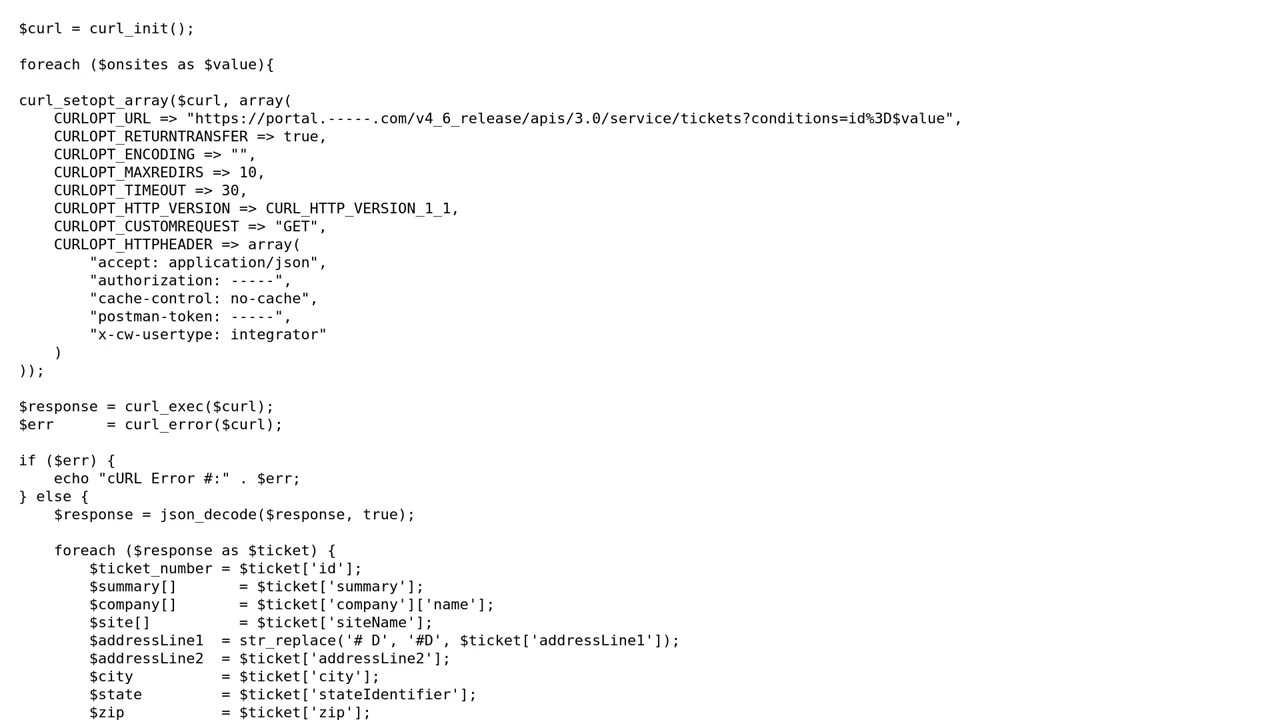 $curl = curl_init();
foreach ($onsites as $value){
curl_setopt_array($curl, array(
    CURLOPT_URL => "https://portal.-----.com/v4_6_release/apis/3.0/service/tickets?conditions=id%3D$value",
    CURLOPT_RETURNTRANSFER => true,
    CURLOPT_ENCODING => "",
    CURLOPT_MAXREDIRS => 10,
    CURLOPT_TIMEOUT => 30,
    CURLOPT_HTTP_VERSION => CURL_HTTP_VERSION_1_1,
    CURLOPT_CUSTOMREQUEST => "GET",
    CURLOPT_HTTPHEADER => array(
        "accept: application/json",
        "authorization: -----",
        "cache-control: no-cache",
        "postman-token: -----",
        "x-cw-usertype: integrator"
    )
));
$response = curl_exec($curl);
$err      = curl_error($curl);
if ($err) {
    echo "cURL Error #:" . $err;
} else {
    $response = json_decode($response, true);
    foreach ($response as $ticket) {
        $ticket_number = $ticket['id'];
        $summary[]       = $ticket['summary'];
        $company[]       = $ticket['company']['name'];
        $site[]          = $ticket['siteName'];
        $addressLine1  = str_replace('# D', '#D', $ticket['addressLine1']);
        $addressLine2  = $ticket['addressLine2'];
        $city          = $ticket['city'];
        $state         = $ticket['stateIdentifier'];
        $zip           = $ticket['zip'];